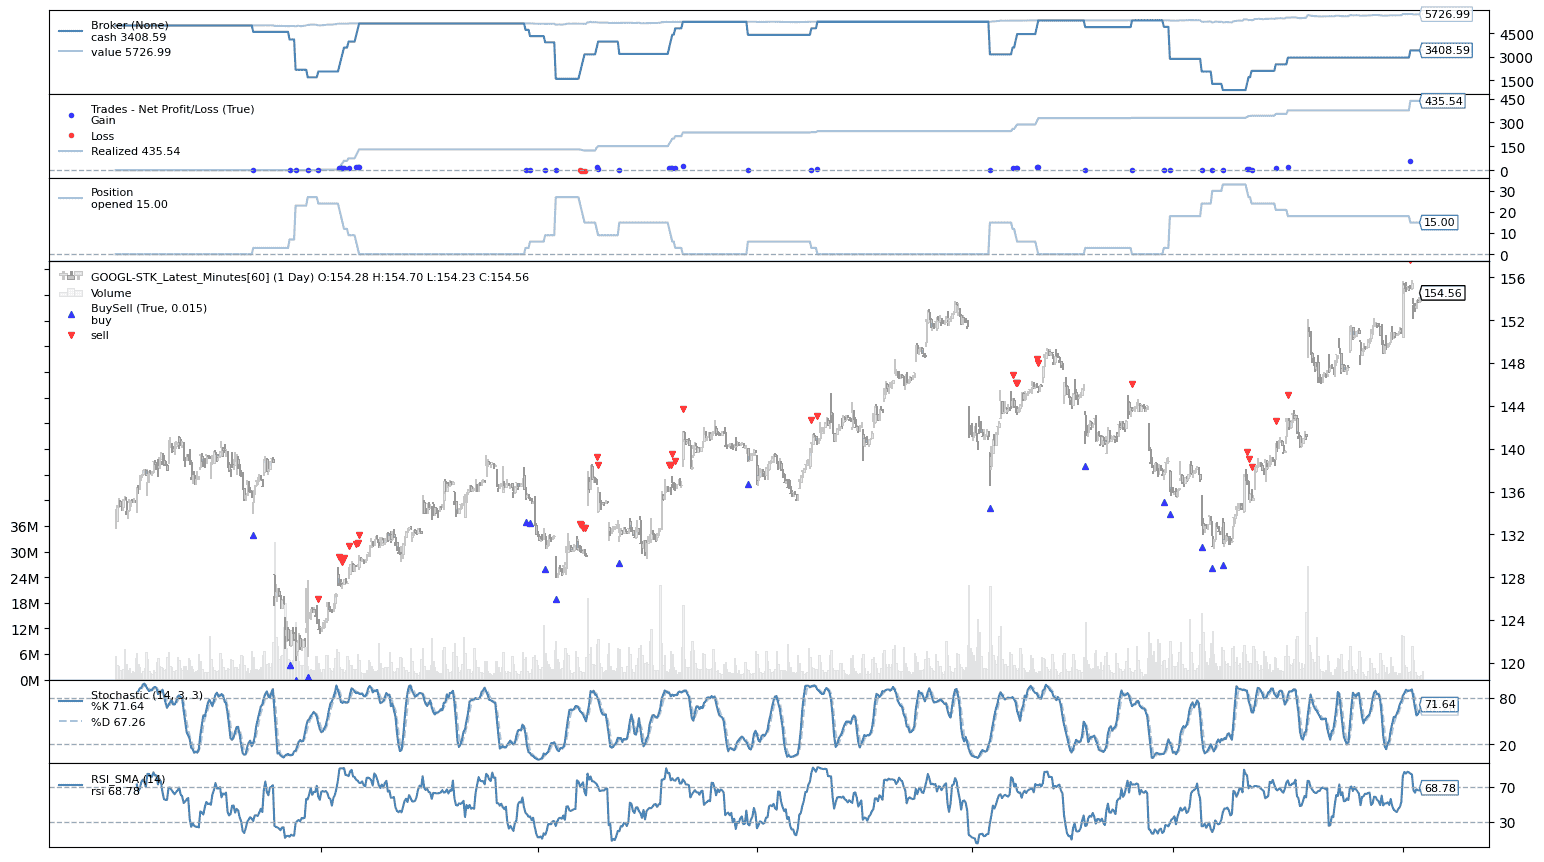 Broker (None)
cash 3408.59
value 5726.99
5726.99
4500
3408.59
3000
1500
Trades - Net Profit/Loss (True)
Gain
Loss
Realized 435.54
450
435.54
300
150
0
Position
opened 15.00
30
20
15.00
10
0
GOOGL-STK_Latest_Minutes[60] (1 Day) O:154.28 H:154.70 L:154.23 C:154.56
Volume
BuySell (True, 0.015)
buy
sell
156
154.56
152
148
144
140
136
132
128
124
120
36M
30M
24M
18M
12M
6M
0M
Stochastic (14, 3, 3)
%K 71.64
%D 67.26
80
71.64
20
RSI_SMA (14)
rsi 68.78
70
68.78
30